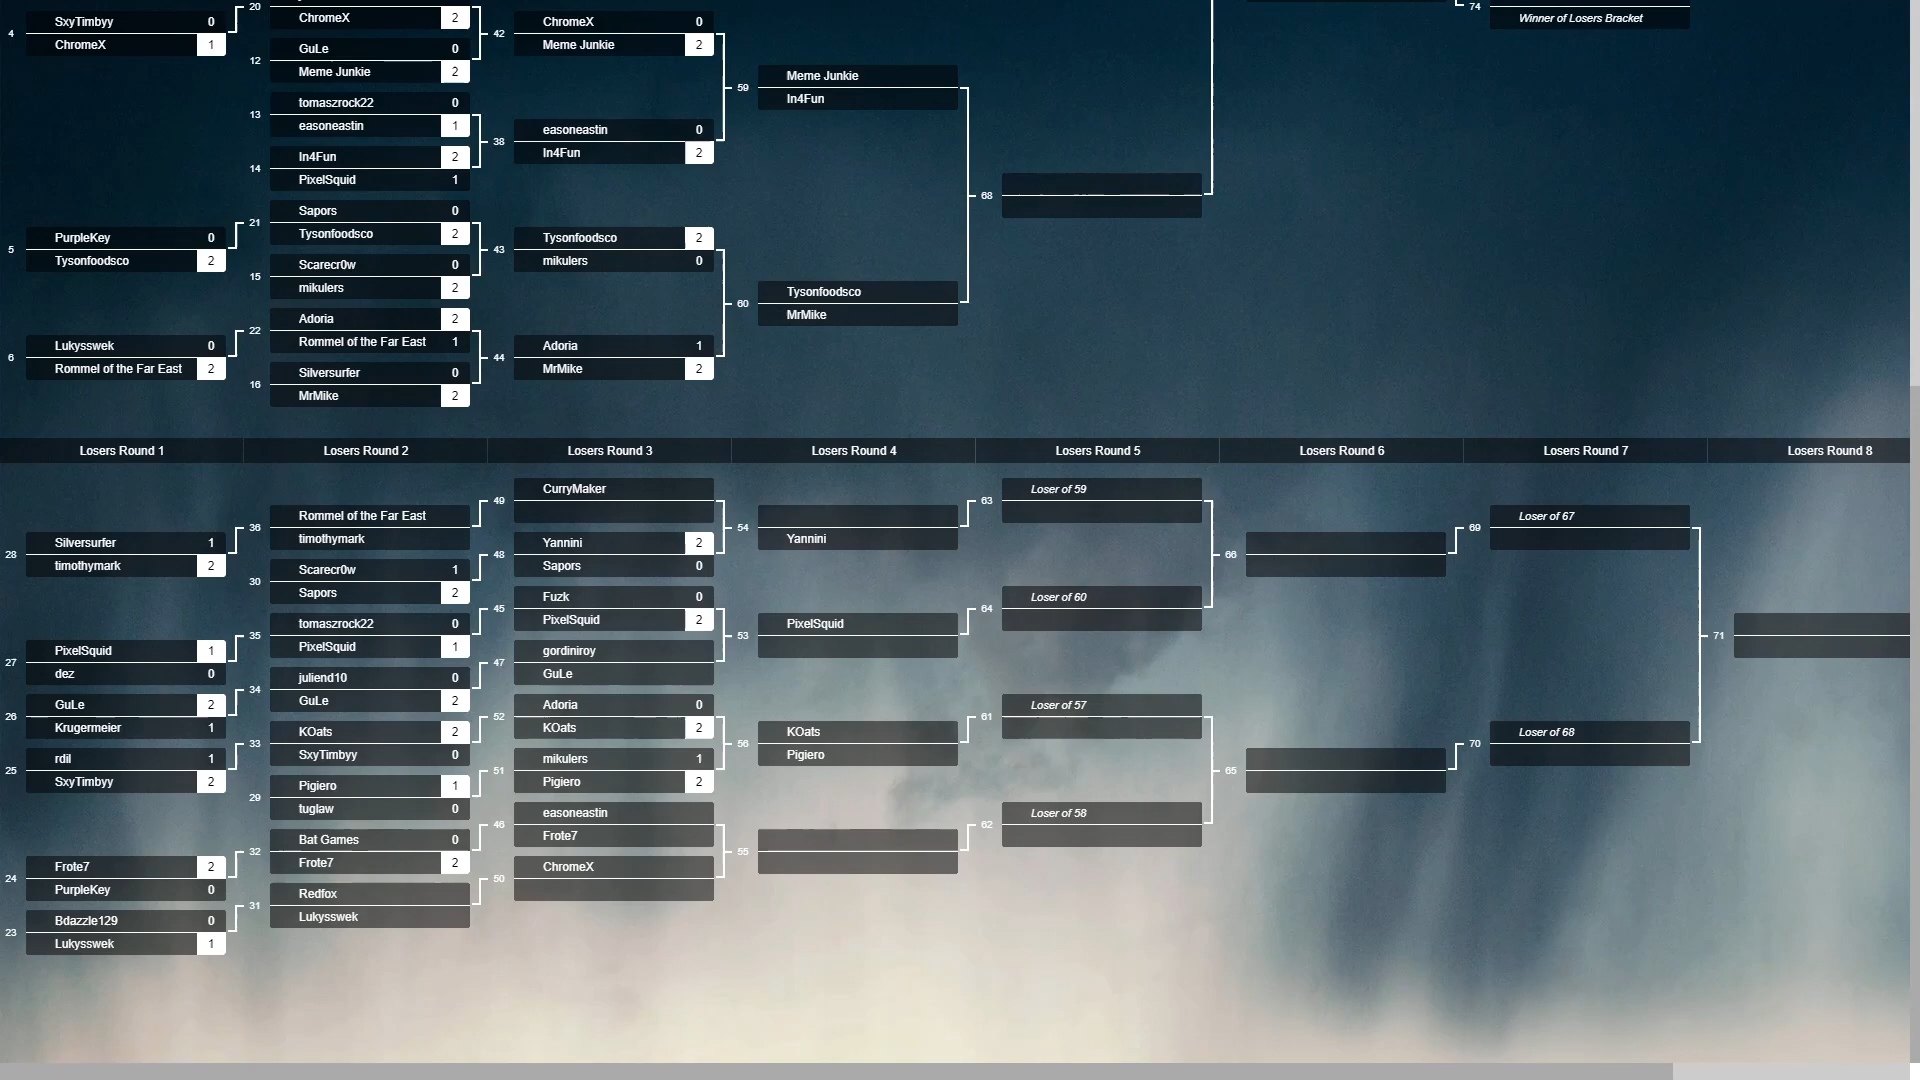 4
SxyTimbyy 0
ChromeX 1
5
PurpleKey 0
Tysonfoodsco 2
6
Lukysswek 0
Rommel of the Far East 2
20
ChromeX 2
12
GuLe 0
Meme Junkie 2
13
tomaszrock22 0
easoneastin 1
14
In4Fun 2
PixelSquid 1
21
Sapors 0
Tysonfoodsco 2
15
Scarecr0w 0
mikulers 2
22
Adoria 2
Rommel of the Far East 1
16
Silversurfer 0
MrMike 2
42
ChromeX 0
Meme Junkie 2
38
easoneastin 0
In4Fun 2
43
Tysonfoodsco 2
mikulers 0
44
Adoria 1
MrMike 2
59
Meme Junkie
In4Fun
60
Tysonfoodsco
MrMike
68
74
Winner of Losers Bracket
Losers Round 1
Losers Round 2
Losers Round 3
Losers Round 4
Losers Round 5
Losers Round 6
Losers Round 7
Losers Round 8
28
Silversurfer 1
timothymark 2
27
PixelSquid 1
dez 0
26
GuLe 2
Krugermeier 1
25
rdil 1
SxyTimbyy 2
24
Frote7 2
PurpleKey 0
23
Bdazzle129 0
Lukysswek 1
36
Rommel of the Far East
timothymark
30
Scarecr0w 1
Sapors 2
35
tomaszrock22 0
PixelSquid 1
34
juliend10 0
GuLe 2
33
KOats 2
SxyTimbyy 0
29
Pigiero 1
tuglaw 0
32
Bat Games 0
Frote7 2
31
Redfox
Lukysswek
49
CurryMaker
48
Yannini 2
Sapors 0
45
Fuzk 0
PixelSquid 2
47
gordiniroy
GuLe
52
Adoria 0
KOats 2
51
mikulers 1
Pigiero 2
46
easoneastin
Frote7
50
ChromeX
54
Yannini
53
PixelSquid
56
KOats
Pigiero
55
63
Loser of 59
64
Loser of 60
61
Loser of 57
62
Loser of 58
66
65
69
Loser of 67
70
Loser of 68
71